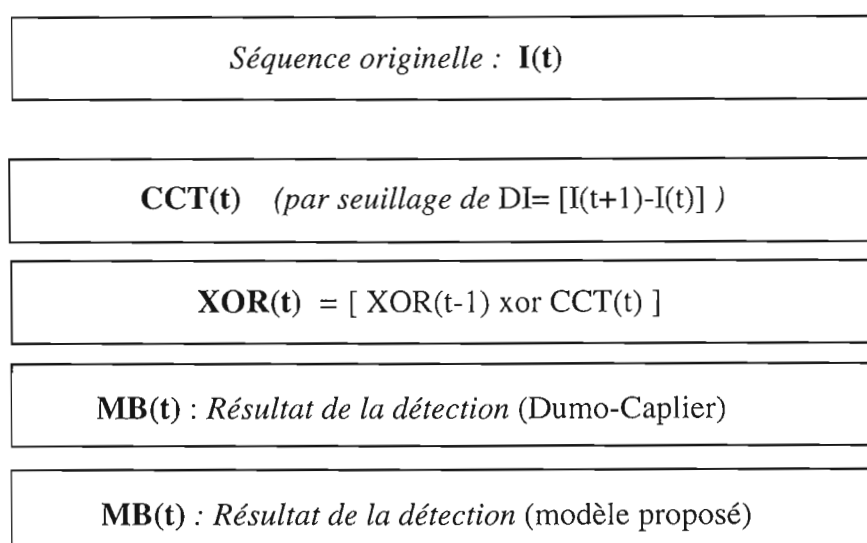 Séquence originelle : I(t)
CCT(t) (par seuillage de DI= [I(t+1)-I(t)] )
XOR(t) = [ XOR(t-1) xor CCT(t) ]
MB(t) : Résultat de la détection (Dumo-Caplier)
MB(t) : Résultat de la détection (modèle proposé)